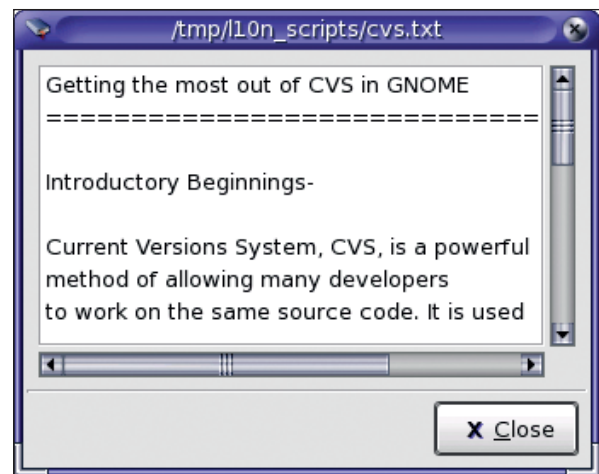 /tmp/l10n_scripts/cvs.txt
Getting the most out of CVS in GNOME
=============================
Introductory Beginnings-
Current Versions System, CVS, is a powerful
method of allowing many developers
to work on the same source code. It is used
X Close